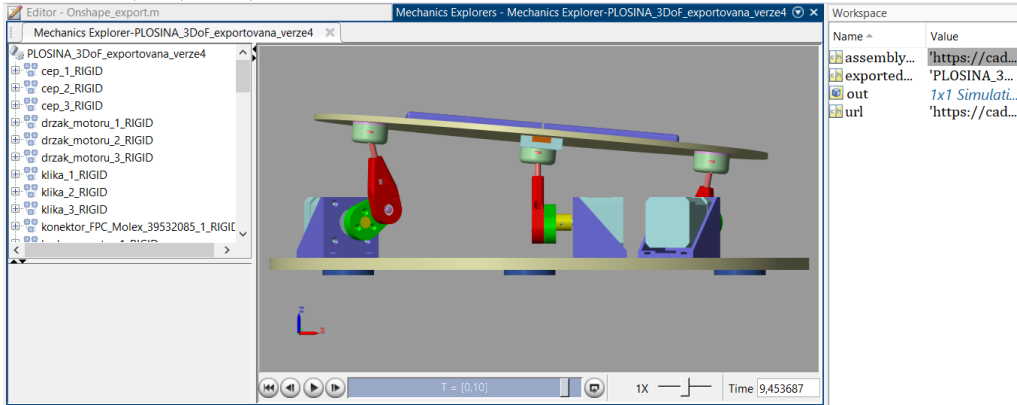 Editor - Onshape_export.m
Mechanics Explorers - Mechanics Explorer-PLOSINA_3DoF_exportovana_verze4
Workspace
Mechanics Explorer-PLOSINA_3DoF_exportovana_verze4
PLOSINA_3DoF_exportovana_verze4
cep_1_RIGID
cep_2_RIGID
cep_3_RIGID
drzak_motoru_1_RIGID
drzak_motoru_2_RIGID
drzak_motoru_3_RIGID
klika_1_RIGID
klika_2_RIGID
klika_3_RIGID
konektor_FPC_Molex_39532085_1_RIGID
z
x
T = [0,10]
1X
Time 9,453687
Name
Value
assembly... 'https://cad...
exported... 'PLOSINA_3...
out 1x1 Simulati...
url 'https://cad...